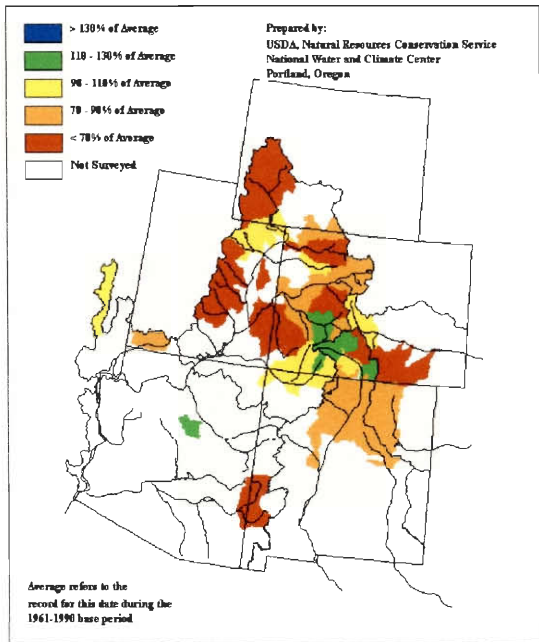 > 130% of Average
110 - 130% of Average
90 - 110% of Average
70 - 90% of Average
< 70% of Average
Not Surveyed
Prepared by:
USDA, Natural Resources Conservation Service
National Water and Climate Center
Portland, Oregon
Average refers to the
record for this date during the
1961-1990 base period